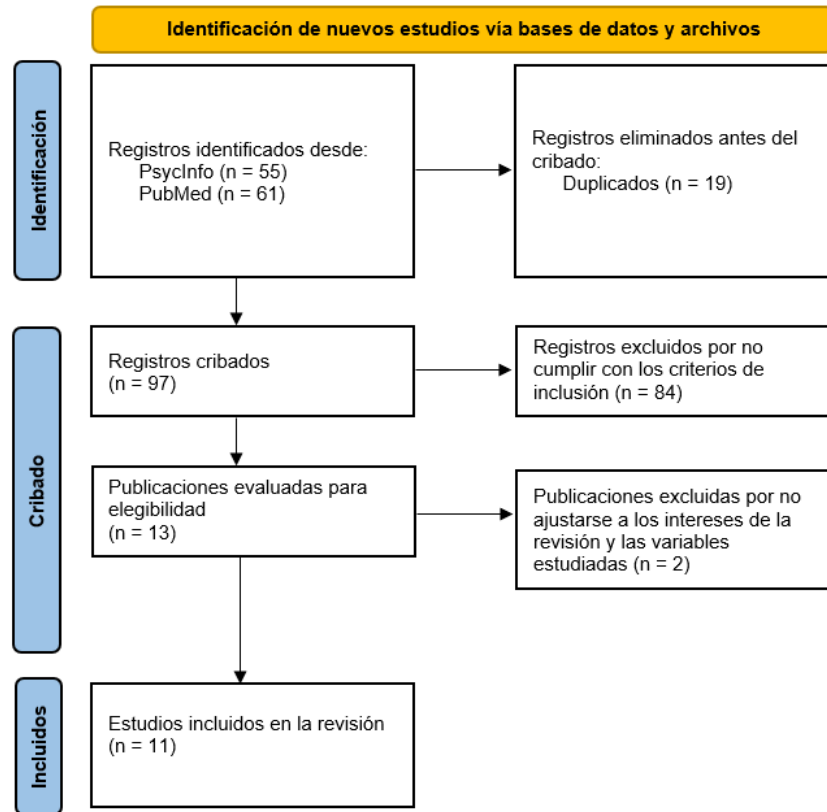 Identificación de nuevos estudios vía bases de datos y archivos
Identificación
Registros identificados desde:
PsycInfo (n = 55)
PubMed (n = 61)
Registros eliminados antes del
cribado:
Duplicados (n = 19)
Cribado
Registros cribados
(n = 97)
Registros excluidos por no
cumplir con los criterios de
inclusión (n = 84)
Publicaciones evaluadas para
elegibilidad
(n = 13)
Publicaciones excluidas por no
ajustarse a los intereses de la
revisión y las variables
estudiadas (n = 2)
Incluidos
Estudios incluidos en la revisión
(n = 11)